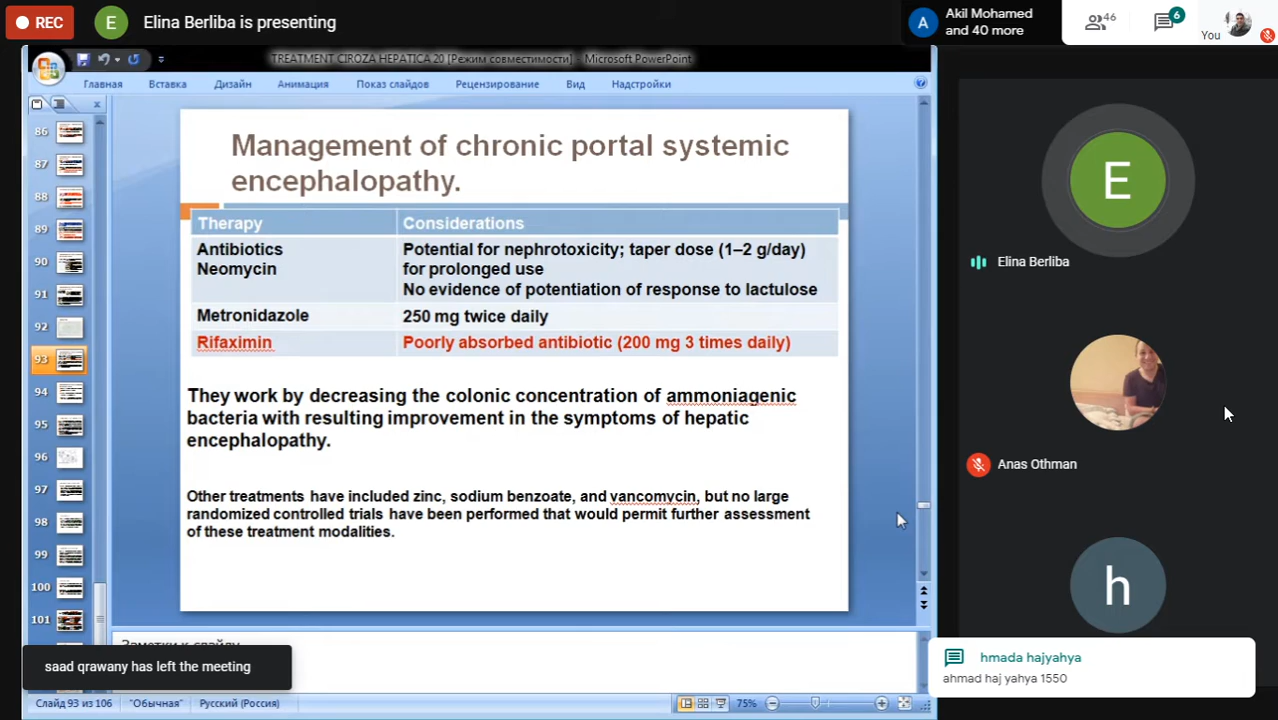 REC
E
Elina Berliba is presenting
A
Akil Mohamed
and 40 more
46
6
You
TREATMENT CIROZA HEPATICA 20 [Режим совместимости] - Microsoft PowerPoint
Главная
Вставка
Дизайн
Анимация
Показ слайдов
Рецензирование
Вид
Надстройки
86
87
88
89
90
91
92
93
94
95
96
97
98
99
100
101
Management of chronic portal systemic
encephalopathy.
Therapy
Considerations
Antibiotics
Neomycin
Potential for nephrotoxicity; taper dose (1–2 g/day)
for prolonged use
No evidence of potentiation of response to lactulose
Metronidazole
250 mg twice daily
Rifaximin
Poorly absorbed antibiotic (200 mg 3 times daily)
They work by decreasing the colonic concentration of ammoniagenic
bacteria with resulting improvement in the symptoms of hepatic
encephalopathy.
Other treatments have included zinc, sodium benzoate, and vancomycin, but no large
randomized controlled trials have been performed that would permit further assessment
of these treatment modalities.
Заметки к слайду
saad qrawany has left the meeting
Слайд 93 из 106
"Обычная"
Русский (Россия)
75%
E
Elina Berliba
Anas Othman
h
hmada hajyahya
ahmad haj yahya 1550